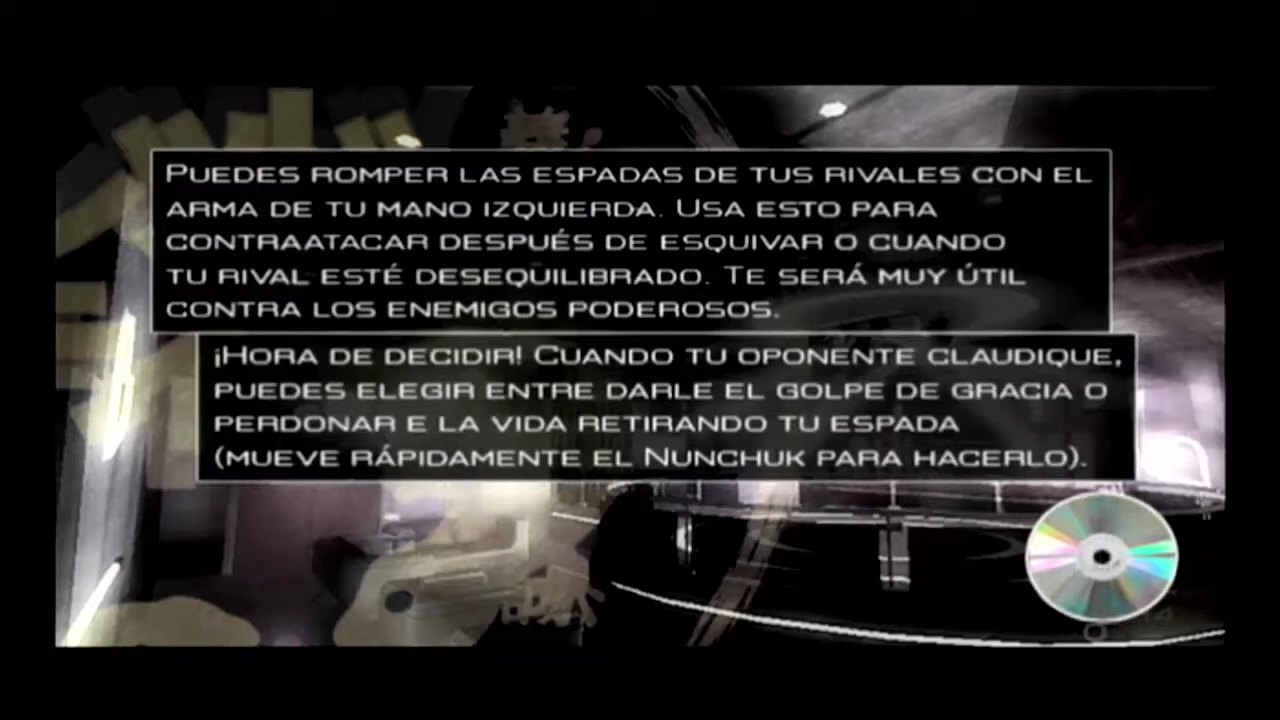 PUEDES ROMPER LAS ESPADAS DE TUS RIVALES CON EL
ARMA DE TU MANO IZQUIERDA. USA ESTO PARA
CONTRAATACAR DESPUÉS DE ESQUIVAR O CUANDO
TU RIVAL ESTÉ DESEQUILIBRADO. TE SERÁ MUY ÚTIL
CONTRA LOS ENEMIGOS PODEROSOS.
¡HORA DE DECIDIR! CUANDO TU OPONENTE CLAUDIQUE,
PUEDES ELEGIR ENTRE DARLE EL GOLPE DE GRACIA O
PERDONAR E LA VIDA RETIRANDO TU ESPADA
(MUEVE RÁPIDAMENTE EL NUNCHUK PARA HACERLO).